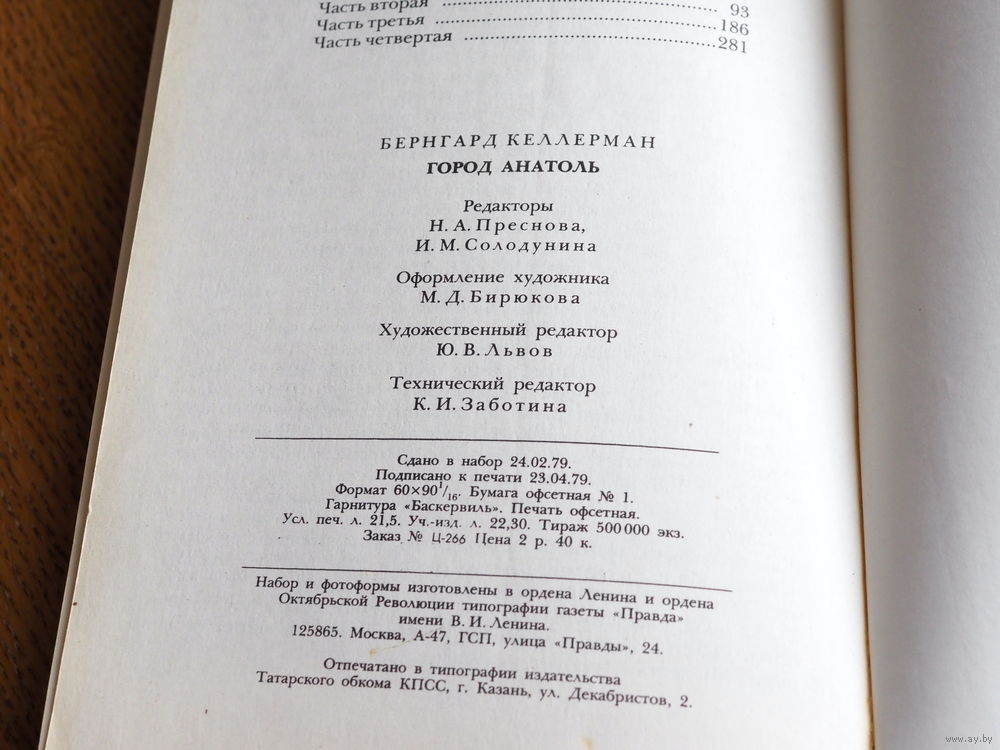 Часть вторая ........................................ 93
Часть третья ........................................ 186
Часть четвертая ........................................ 281
БЕРНГАРД КЕЛЛЕРМАН
ГОРОД АНАТОЛЬ
Редакторы
Н. А. Преснова,
И. М. Солодунина
Оформление художника
М. Д. Бирюкова
Художественный редактор
Ю. В. Львов
Технический редактор
К. И. Заботина
Сдано в набор 24.02.79.
Подписано к печати 23.04.79.
Формат 60×90¹/₁₆. Бумага офсетная № 1.
Гарнитура «Баскервиль». Печать офсетная.
Усл. печ. л. 21,5. Уч.-изд. л. 22,30. Тираж 500 000 экз.
Заказ № Ц-266 Цена 2 р. 40 к.
Набор и фотоформы изготовлены в ордена Ленина и ордена
Октябрьской Революции типографии газеты «Правда»
имени В. И. Ленина.
125865. Москва, А-47, ГСП, улица «Правды», 24.
Отпечатано в типографии издательства
Татарского обкома КПСС, г. Казань, ул. Декабристов, 2.
www.ay.by